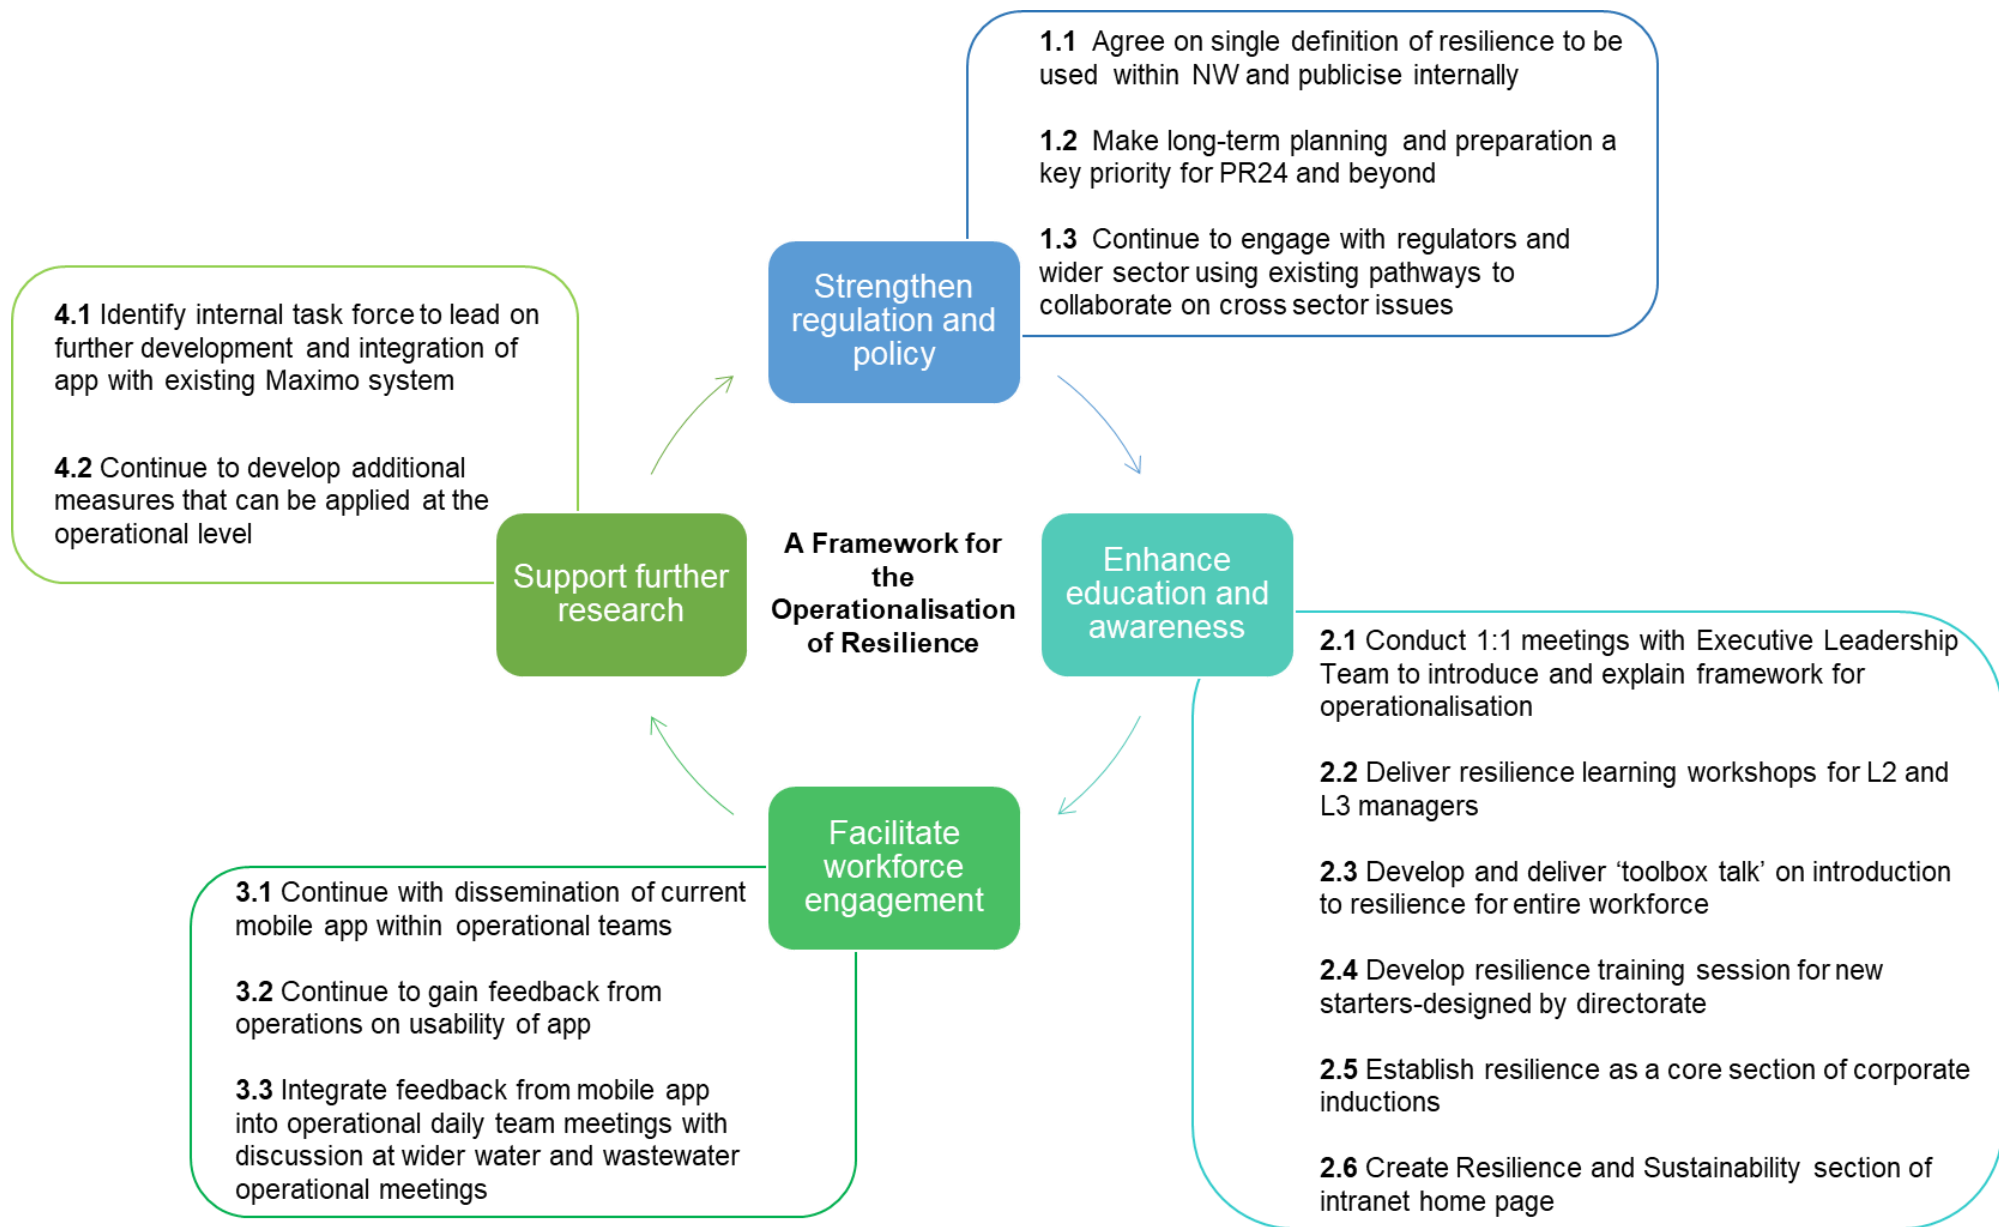 1.1 Agree on single definition of resilience to be
used within NW and publicise internally
1.2 Make long-term planning and preparation a
key priority for PR24 and beyond
1.3 Continue to engage with regulators and
wider sector using existing pathways to
collaborate on cross sector issues
Strengthen
regulation and
policy
4.1 Identify internal task force to lead on
further development and integration of
app with existing Maximo system
4.2 Continue to develop additional
measures that can be applied at the
operational level
Support further
research
A Framework for
the
Operationalisation
of Resilience
Enhance
education and
awareness
2.1 Conduct 1:1 meetings with Executive Leadership
Team to introduce and explain framework for
operationalisation
2.2 Deliver resilience learning workshops for L2 and
L3 managers
2.3 Develop and deliver ‘toolbox talk’ on introduction
to resilience for entire workforce
2.4 Develop resilience training session for new
starters-designed by directorate
2.5 Establish resilience as a core section of corporate
inductions
2.6 Create Resilience and Sustainability section of
intranet home page
Facilitate
workforce
engagement
3.1 Continue with dissemination of current
mobile app within operational teams
3.2 Continue to gain feedback from
operations on usability of app
3.3 Integrate feedback from mobile app
into operational daily team meetings with
discussion at wider water and wastewater
operational meetings